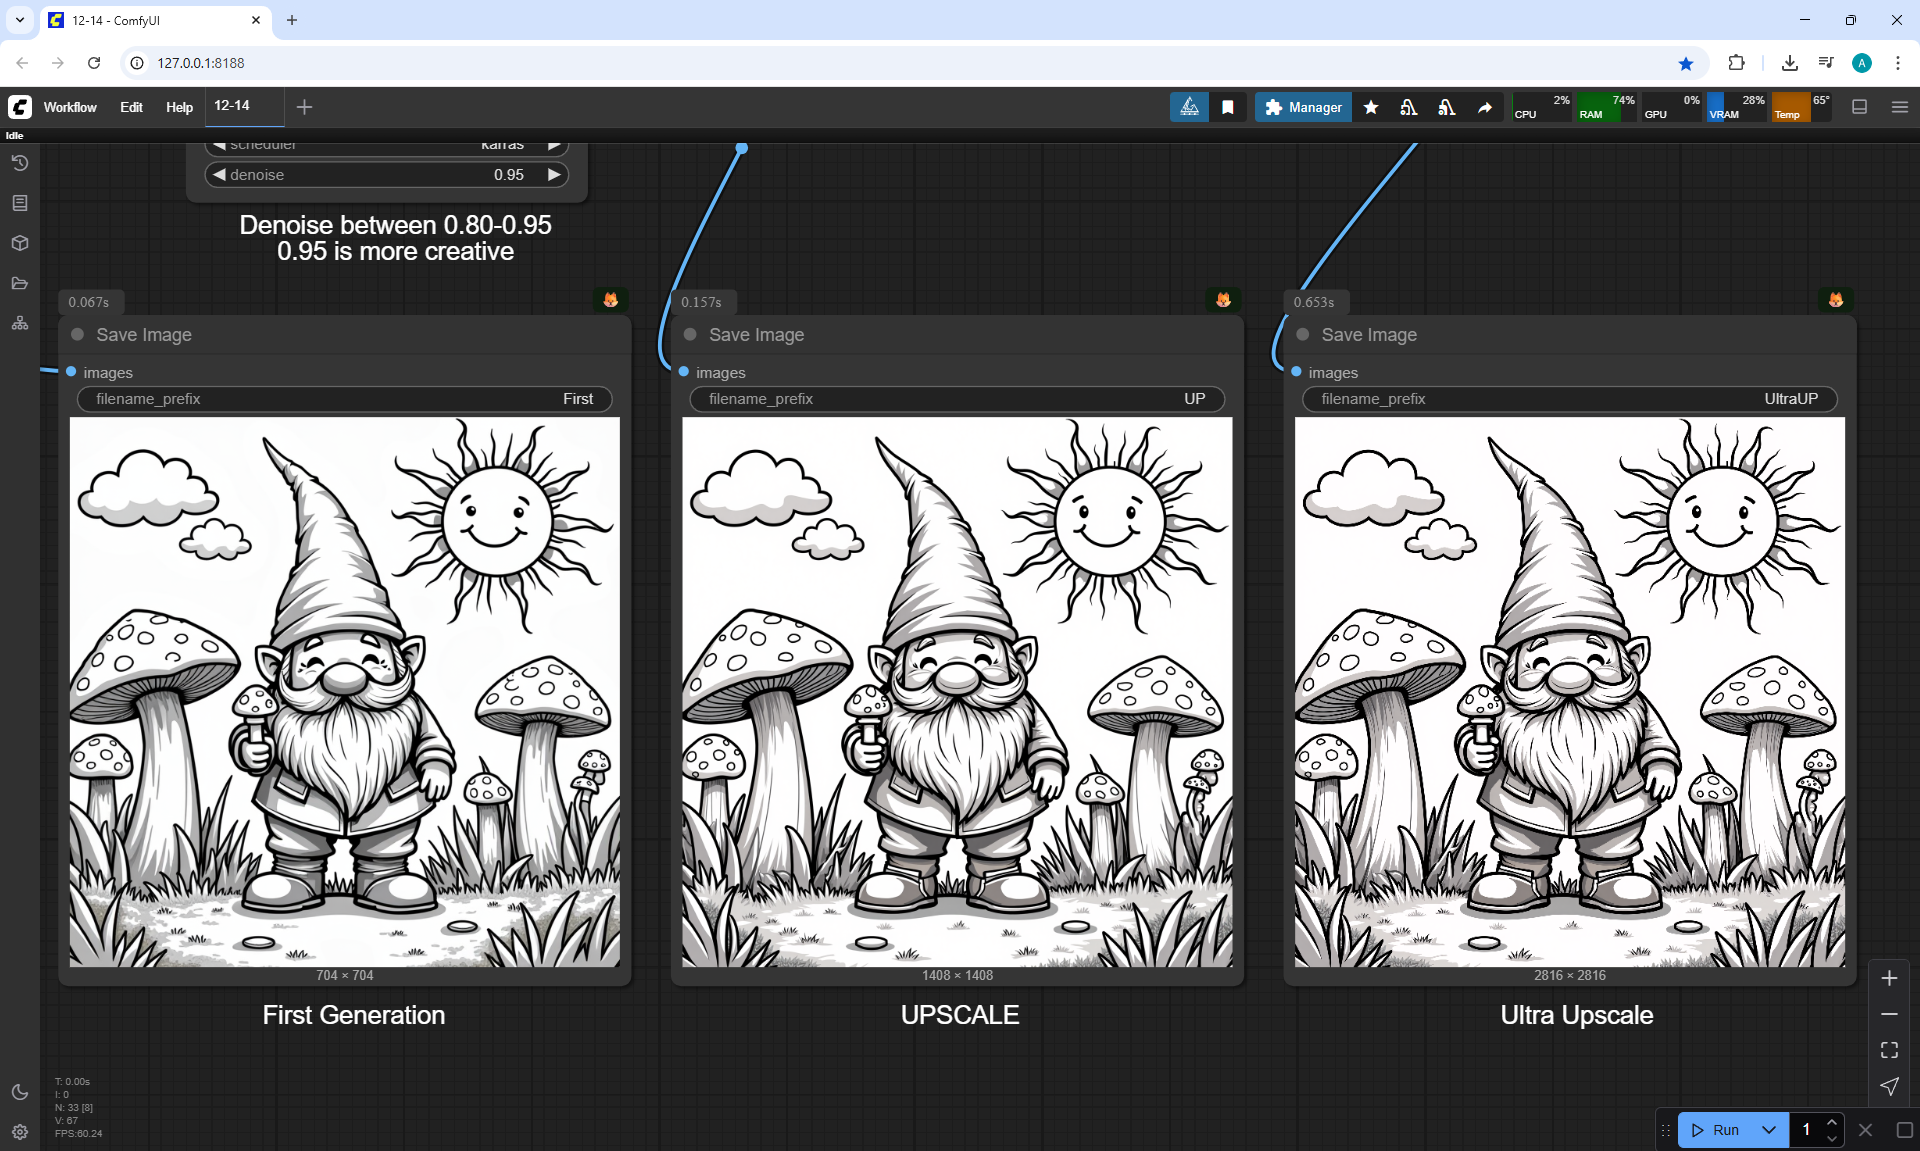 12-14 - ComfyUI
127.0.0.1:8188
A
Workflow Edit Help 12-14
Manager
CPU 2% RAM 74% GPU 0% VRAM 28% Temp 65°
Idle
scheduler karras
denoise 0.95
Denoise between 0.80-0.95
0.95 is more creative
0.067s 0.157s 0.653s
Save Image Save Image Save Image
images images images
filename_prefix First filename_prefix UP filename_prefix UltraUP
704 × 704 1408 × 1408 2816 × 2816
First Generation UPSCALE Ultra Upscale
T: 0.00s
I: 0
N: 33 [8]
V: 67
FPS:60.24
Run 1